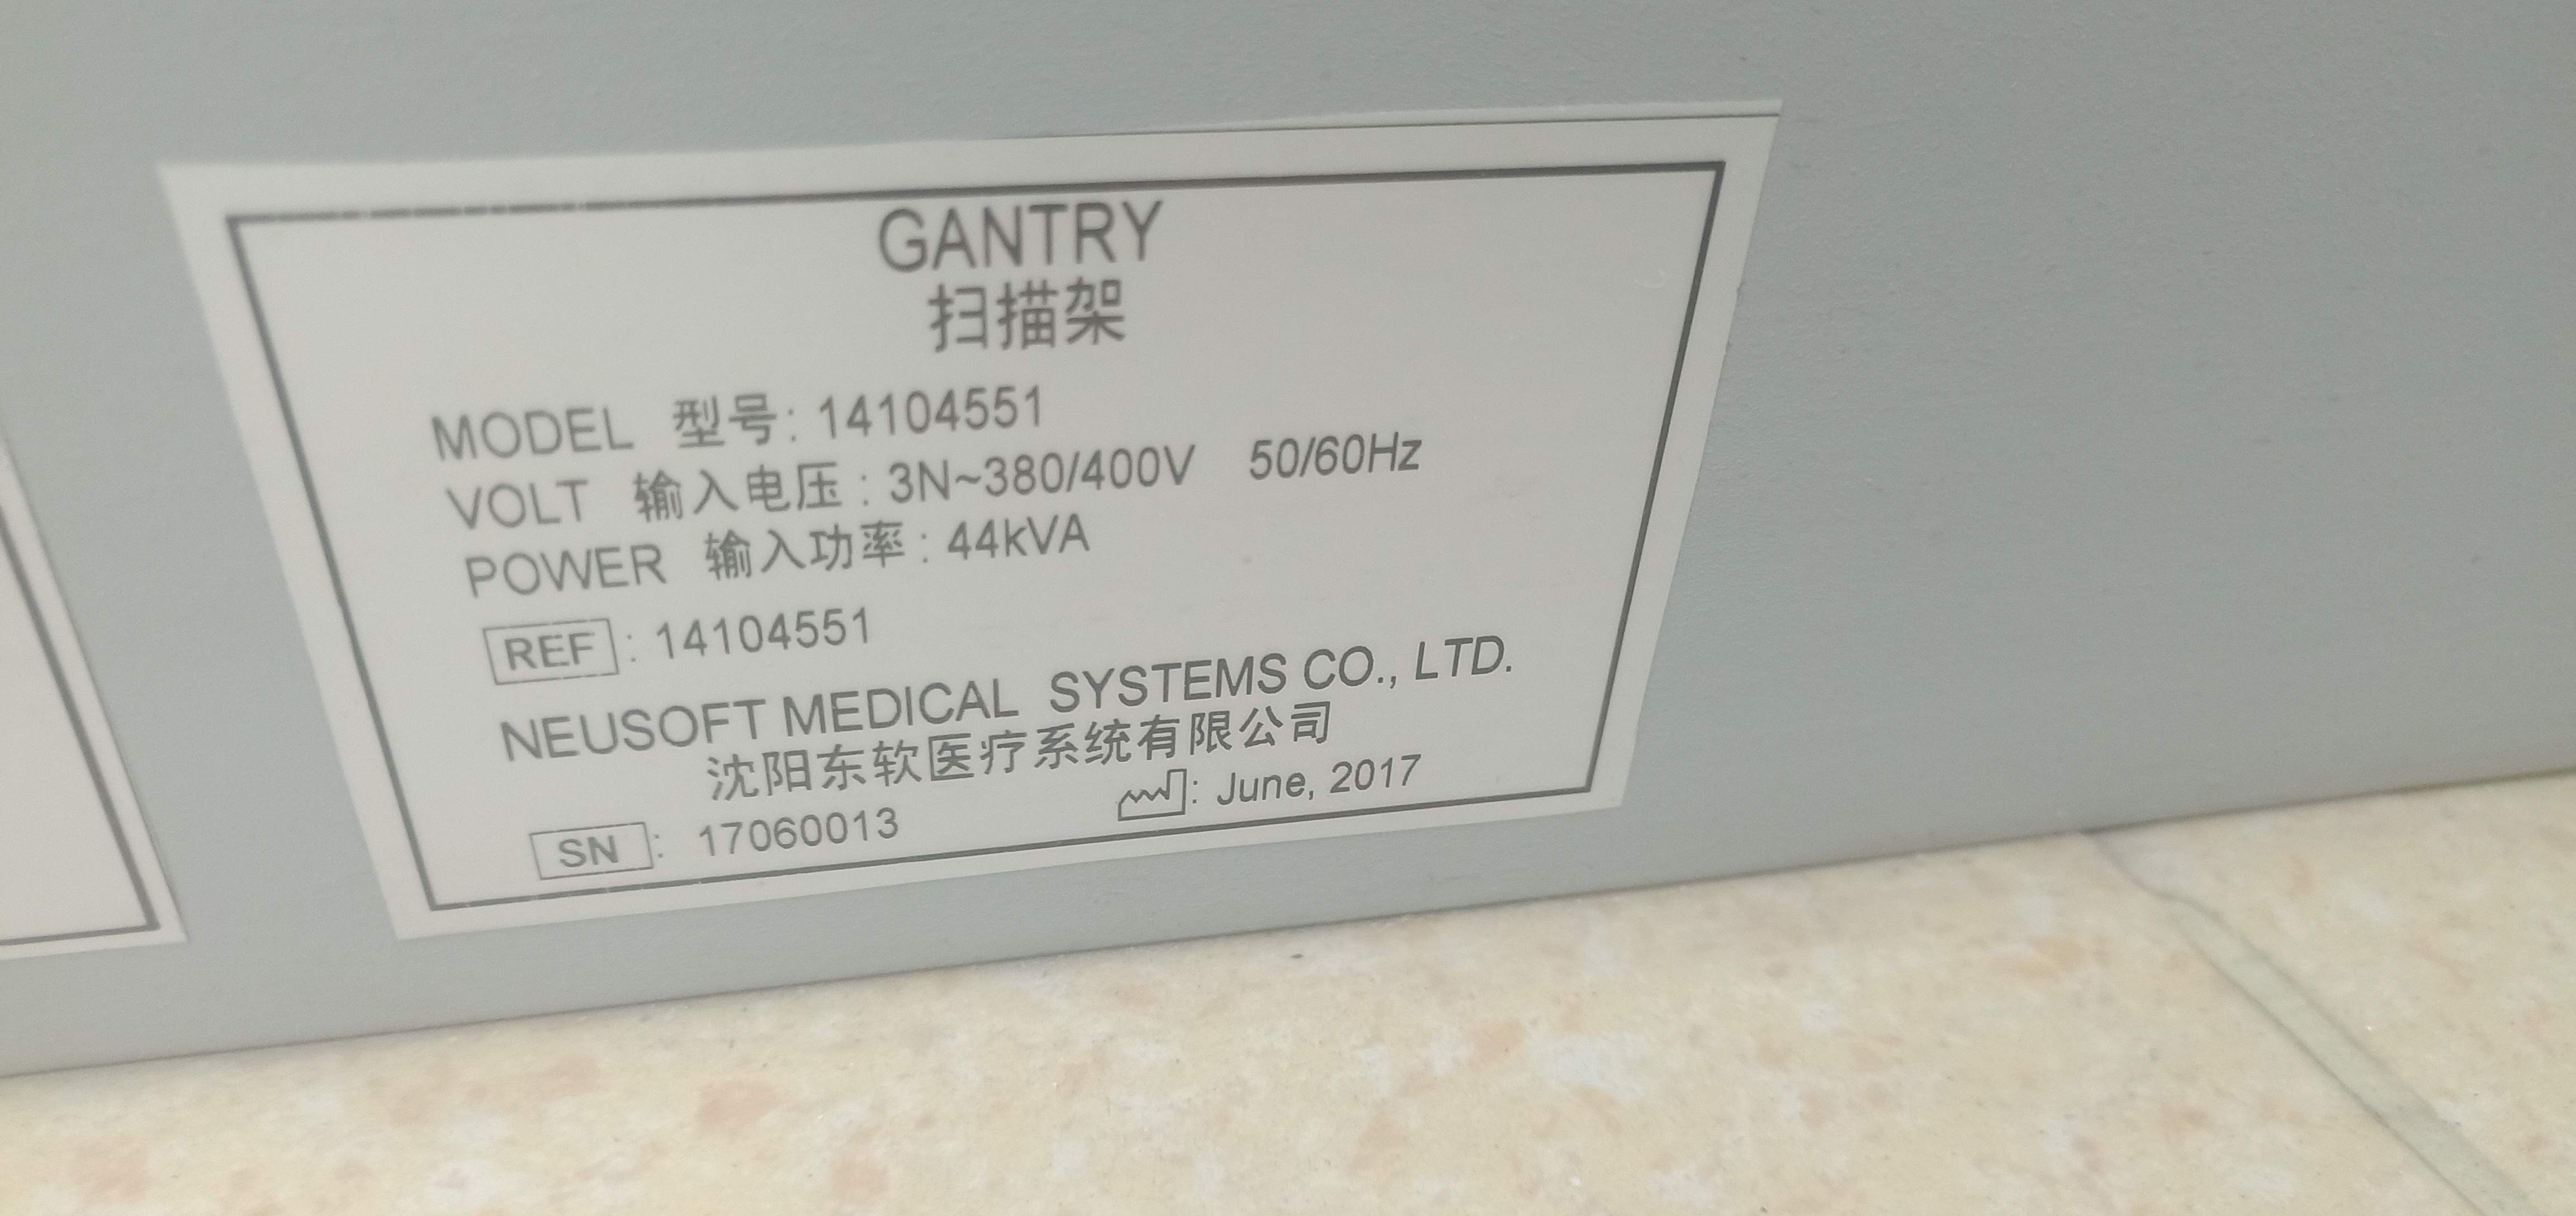 GANTRY
扫描架
MODEL 型号: 14104551
VOLT 输入电压: 3N~380/400V 50/60Hz
POWER 输入功率: 44kVA
REF: 14104551
NEUSOFT MEDICAL SYSTEMS CO., LTD.
沈阳东软医疗系统有限公司
SN: 17060013 : June, 2017